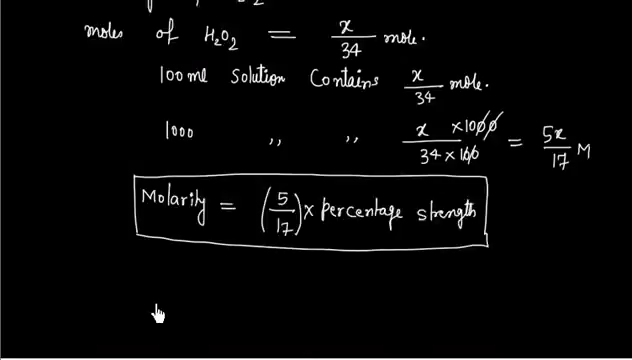 H₂O₂
moles of H₂O₂ = x/34 mole.
100 ml Solution Contains x/34 mole.
1000 ,, ,, x × 1000 / 34 × 100 = 5x/17 M
Molarity = (5/17) × percentage strength